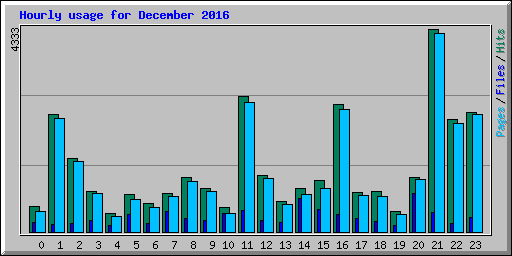 Hourly usage for December 2016
4333
Pages/Files/Hits
0 1 2 3 4 5 6 7 8 9 10 11 12 13 14 15 16 17 18 19 20 21 22 23